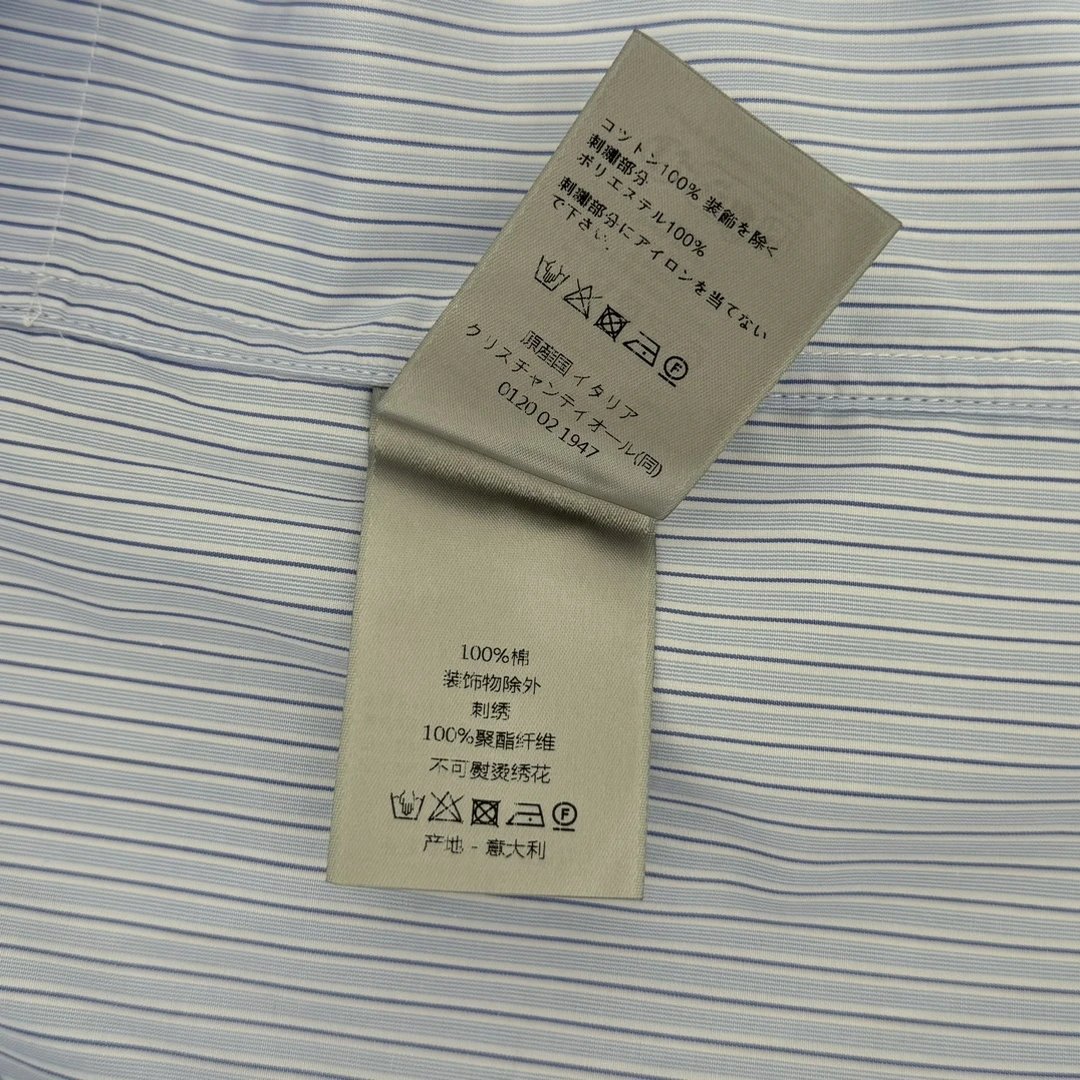 コットン100% 装飾を除く
刺繍部分
ポリエステル100%
刺繍部分にアイロンを当てない
で下さい.
F
原産国 イタリア
クリスチャンディオール(同)
0120 02 1947
100%棉
装饰物除外
刺绣
100%聚酯纤维
不可熨烫绣花
F
产地 - 意大利